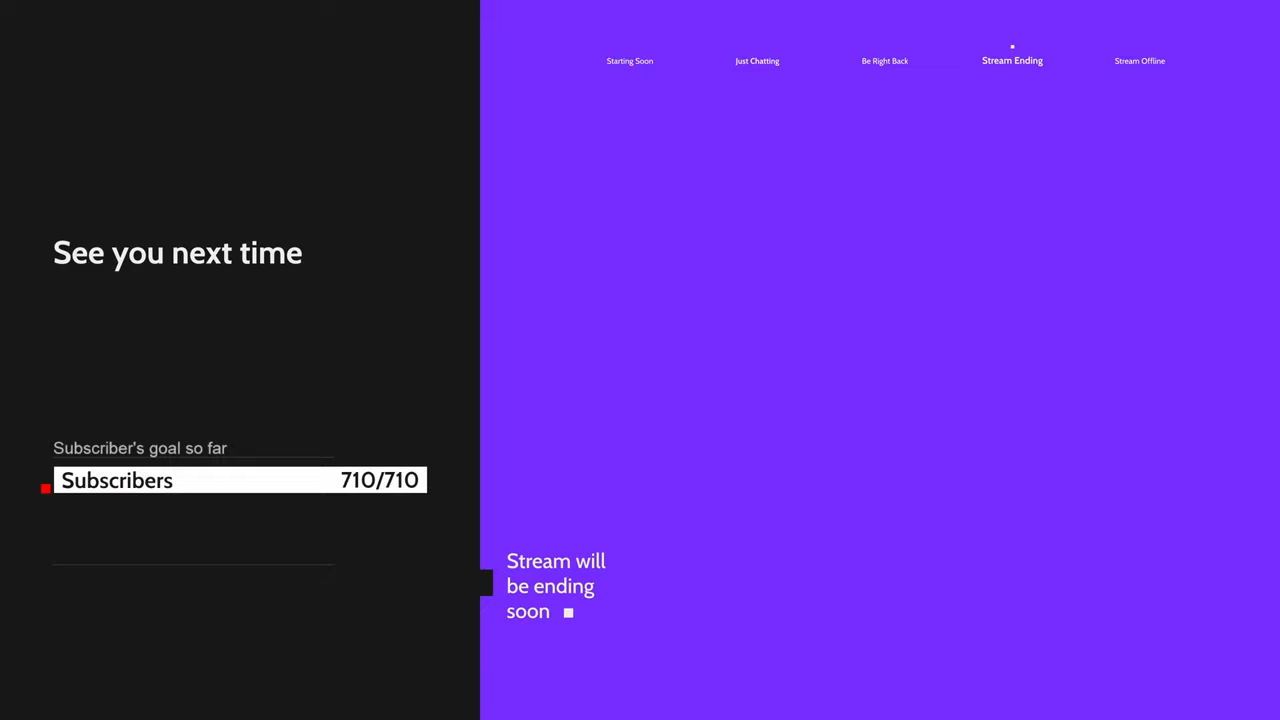 Starting Soon
Just Chatting
Be Right Back
Stream Ending
Stream Offline
See you next time
Subscriber's goal so far
Subscribers 710/710
Stream will
be ending
soon